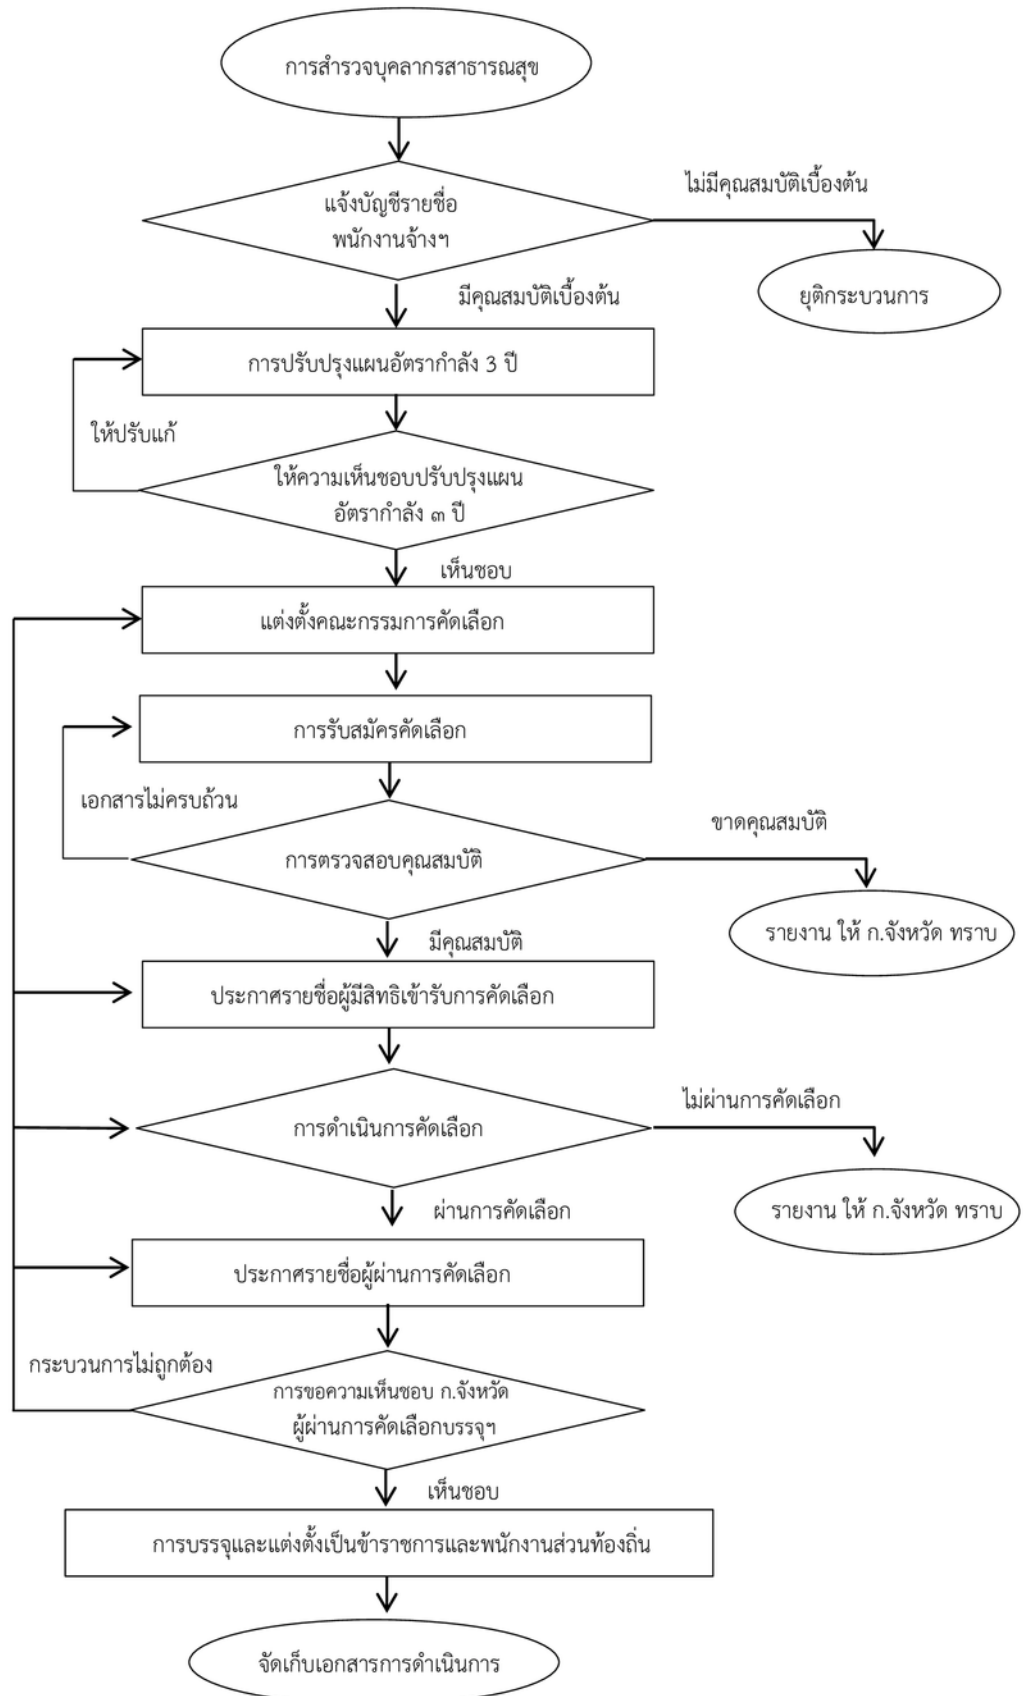 การสำรวจบุคลากรสาธารณสุข
แจ้งบัญชีรายชื่อ
พนักงานจ้างฯ
ไม่มีคุณสมบัติเบื้องต้น
ยุติกระบวนการ
มีคุณสมบัติเบื้องต้น
การปรับปรุงแผนอัตรากำลัง 3 ปี
ให้ปรับแก้
ให้ความเห็นชอบปรับปรุงแผน
อัตรากำลัง ๓ ปี
เห็นชอบ
แต่งตั้งคณะกรรมการคัดเลือก
การรับสมัครคัดเลือก
เอกสารไม่ครบถ้วน
ขาดคุณสมบัติ
การตรวจสอบคุณสมบัติ
รายงาน ให้ ก.จังหวัด ทราบ
มีคุณสมบัติ
ประกาศรายชื่อผู้มีสิทธิเข้ารับการคัดเลือก
ไม่ผ่านการคัดเลือก
การดำเนินการคัดเลือก
รายงาน ให้ ก.จังหวัด ทราบ
ผ่านการคัดเลือก
ประกาศรายชื่อผู้ผ่านการคัดเลือก
กระบวนการไม่ถูกต้อง
การขอความเห็นชอบ ก.จังหวัด
ผู้ผ่านการคัดเลือกบรรจุฯ
เห็นชอบ
การบรรจุและแต่งตั้งเป็นข้าราชการและพนักงานส่วนท้องถิ่น
จัดเก็บเอกสารการดำเนินการ